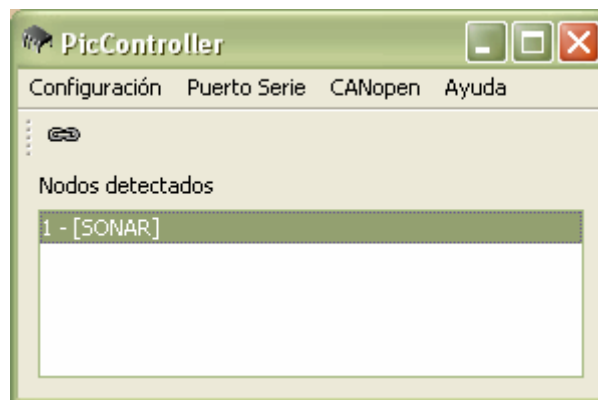 PicController
Configuración Puerto Serie CANopen Ayuda
Nodos detectados
1 - [SONAR]